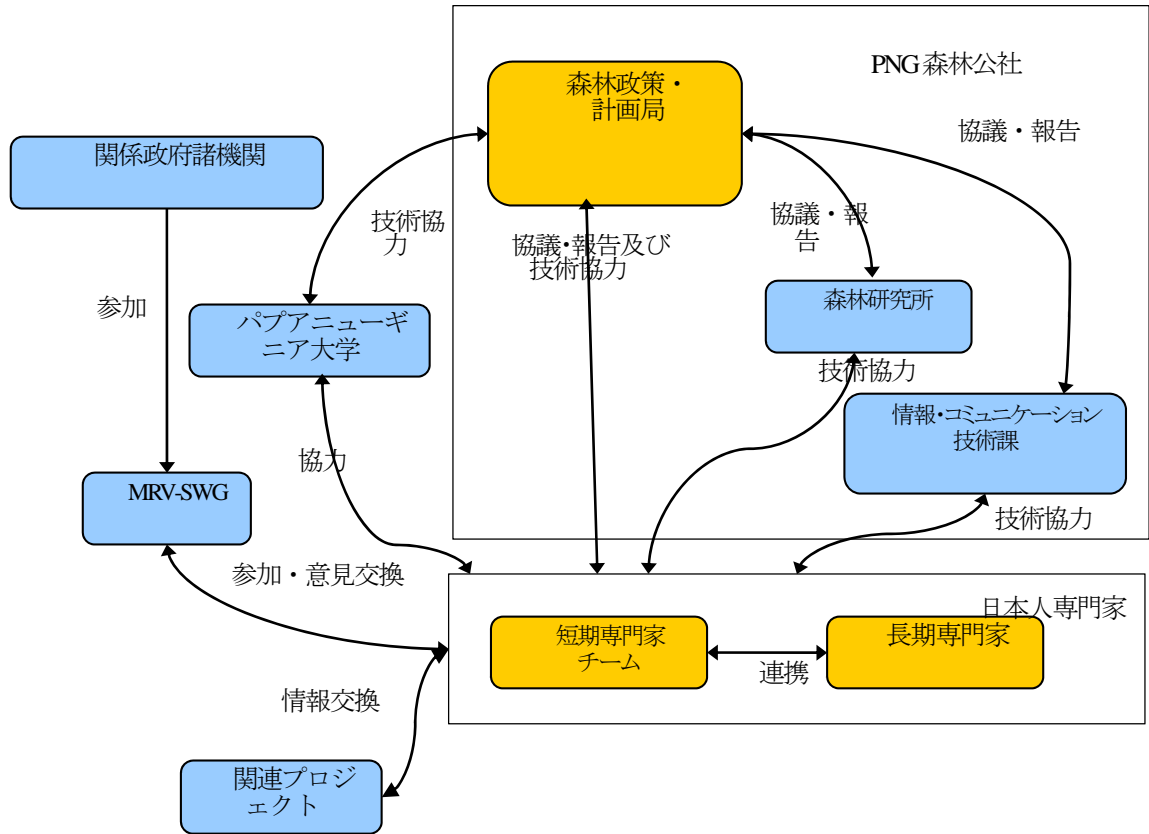 PNG 森林公社
森林政策・
計画局
協議・報告
関係政府諸機関
技術協
力
協議・報告及び
技術協力
協議・報
告
参加
パプアニューギ
ニア大学
森林研究所
技術協力
情報・コミュニケーション
技術課
協力
MRV-SWG
技術協力
参加・意見交換
日本人専門家
短期専門家
チーム
長期専門家
連携
情報交換
関連プロジ
ェクト